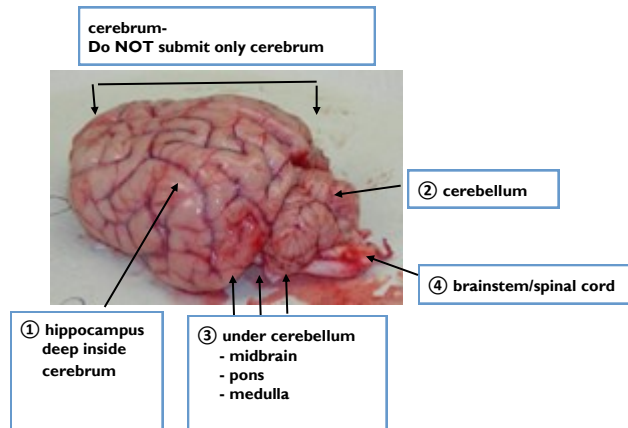 cerebrum-
Do NOT submit only cerebrum
② cerebellum
④ brainstem/spinal cord
① hippocampus
deep inside
cerebrum
③ under cerebellum
- midbrain
- pons
- medulla